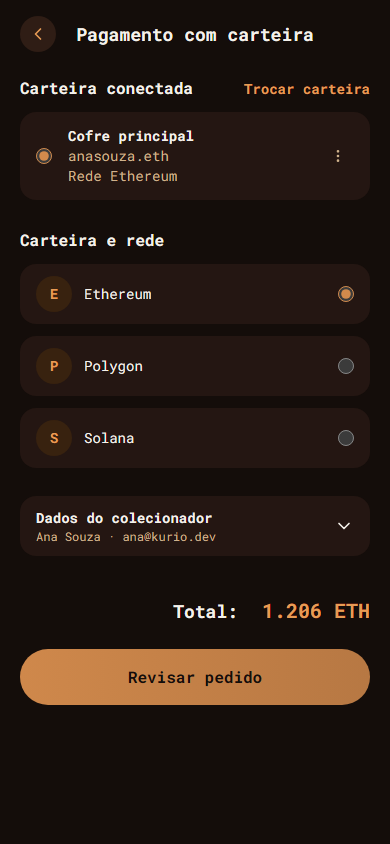 Pagamento com carteira
Carteira conectada
Trocar carteira
Cofre principal
anasouza.eth
Rede Ethereum
Carteira e rede
E Ethereum
P Polygon
S Solana
Dados do colecionador
Ana Souza · ana@kurio.dev
Total: 1.206 ETH
Revisar pedido